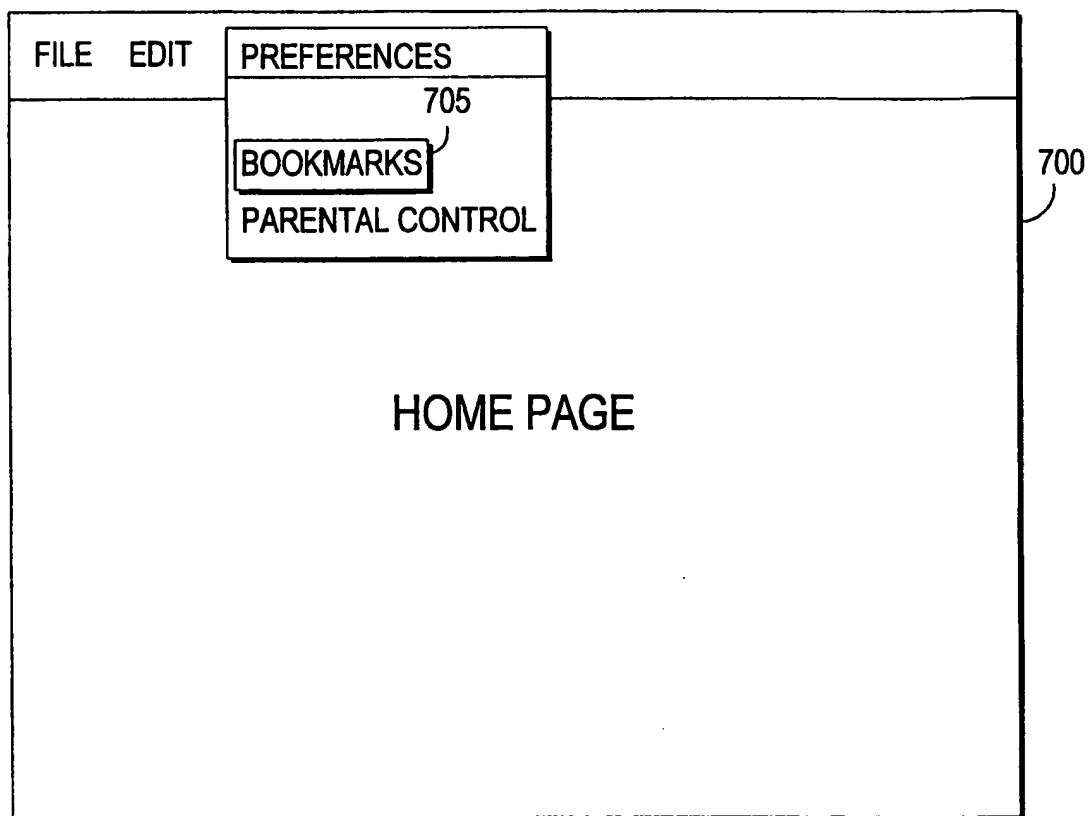 FILE EDIT PREFERENCES
705
BOOKMARKS
700
PARENTAL CONTROL
HOME PAGE